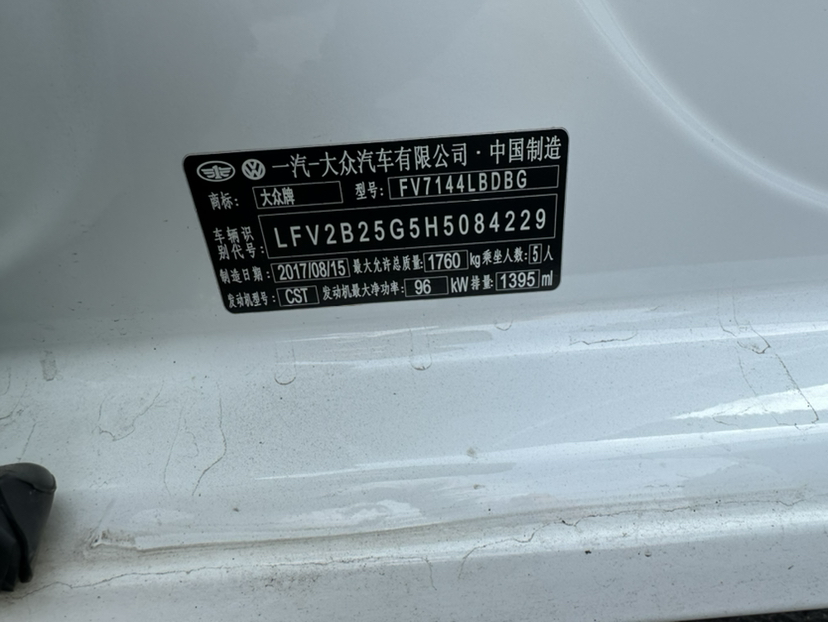 一汽-大众汽车有限公司·中国制造
商标: 大众牌 型号: FV7144LBDBG
车辆识别代号: LFV2B25G5H5084229
制造日期: 2017/08/15 最大允许总质量: 1760 kg 乘坐人数: 5 人
发动机型号: CST 发动机最大净功率: 96 kW 排量: 1395 ml